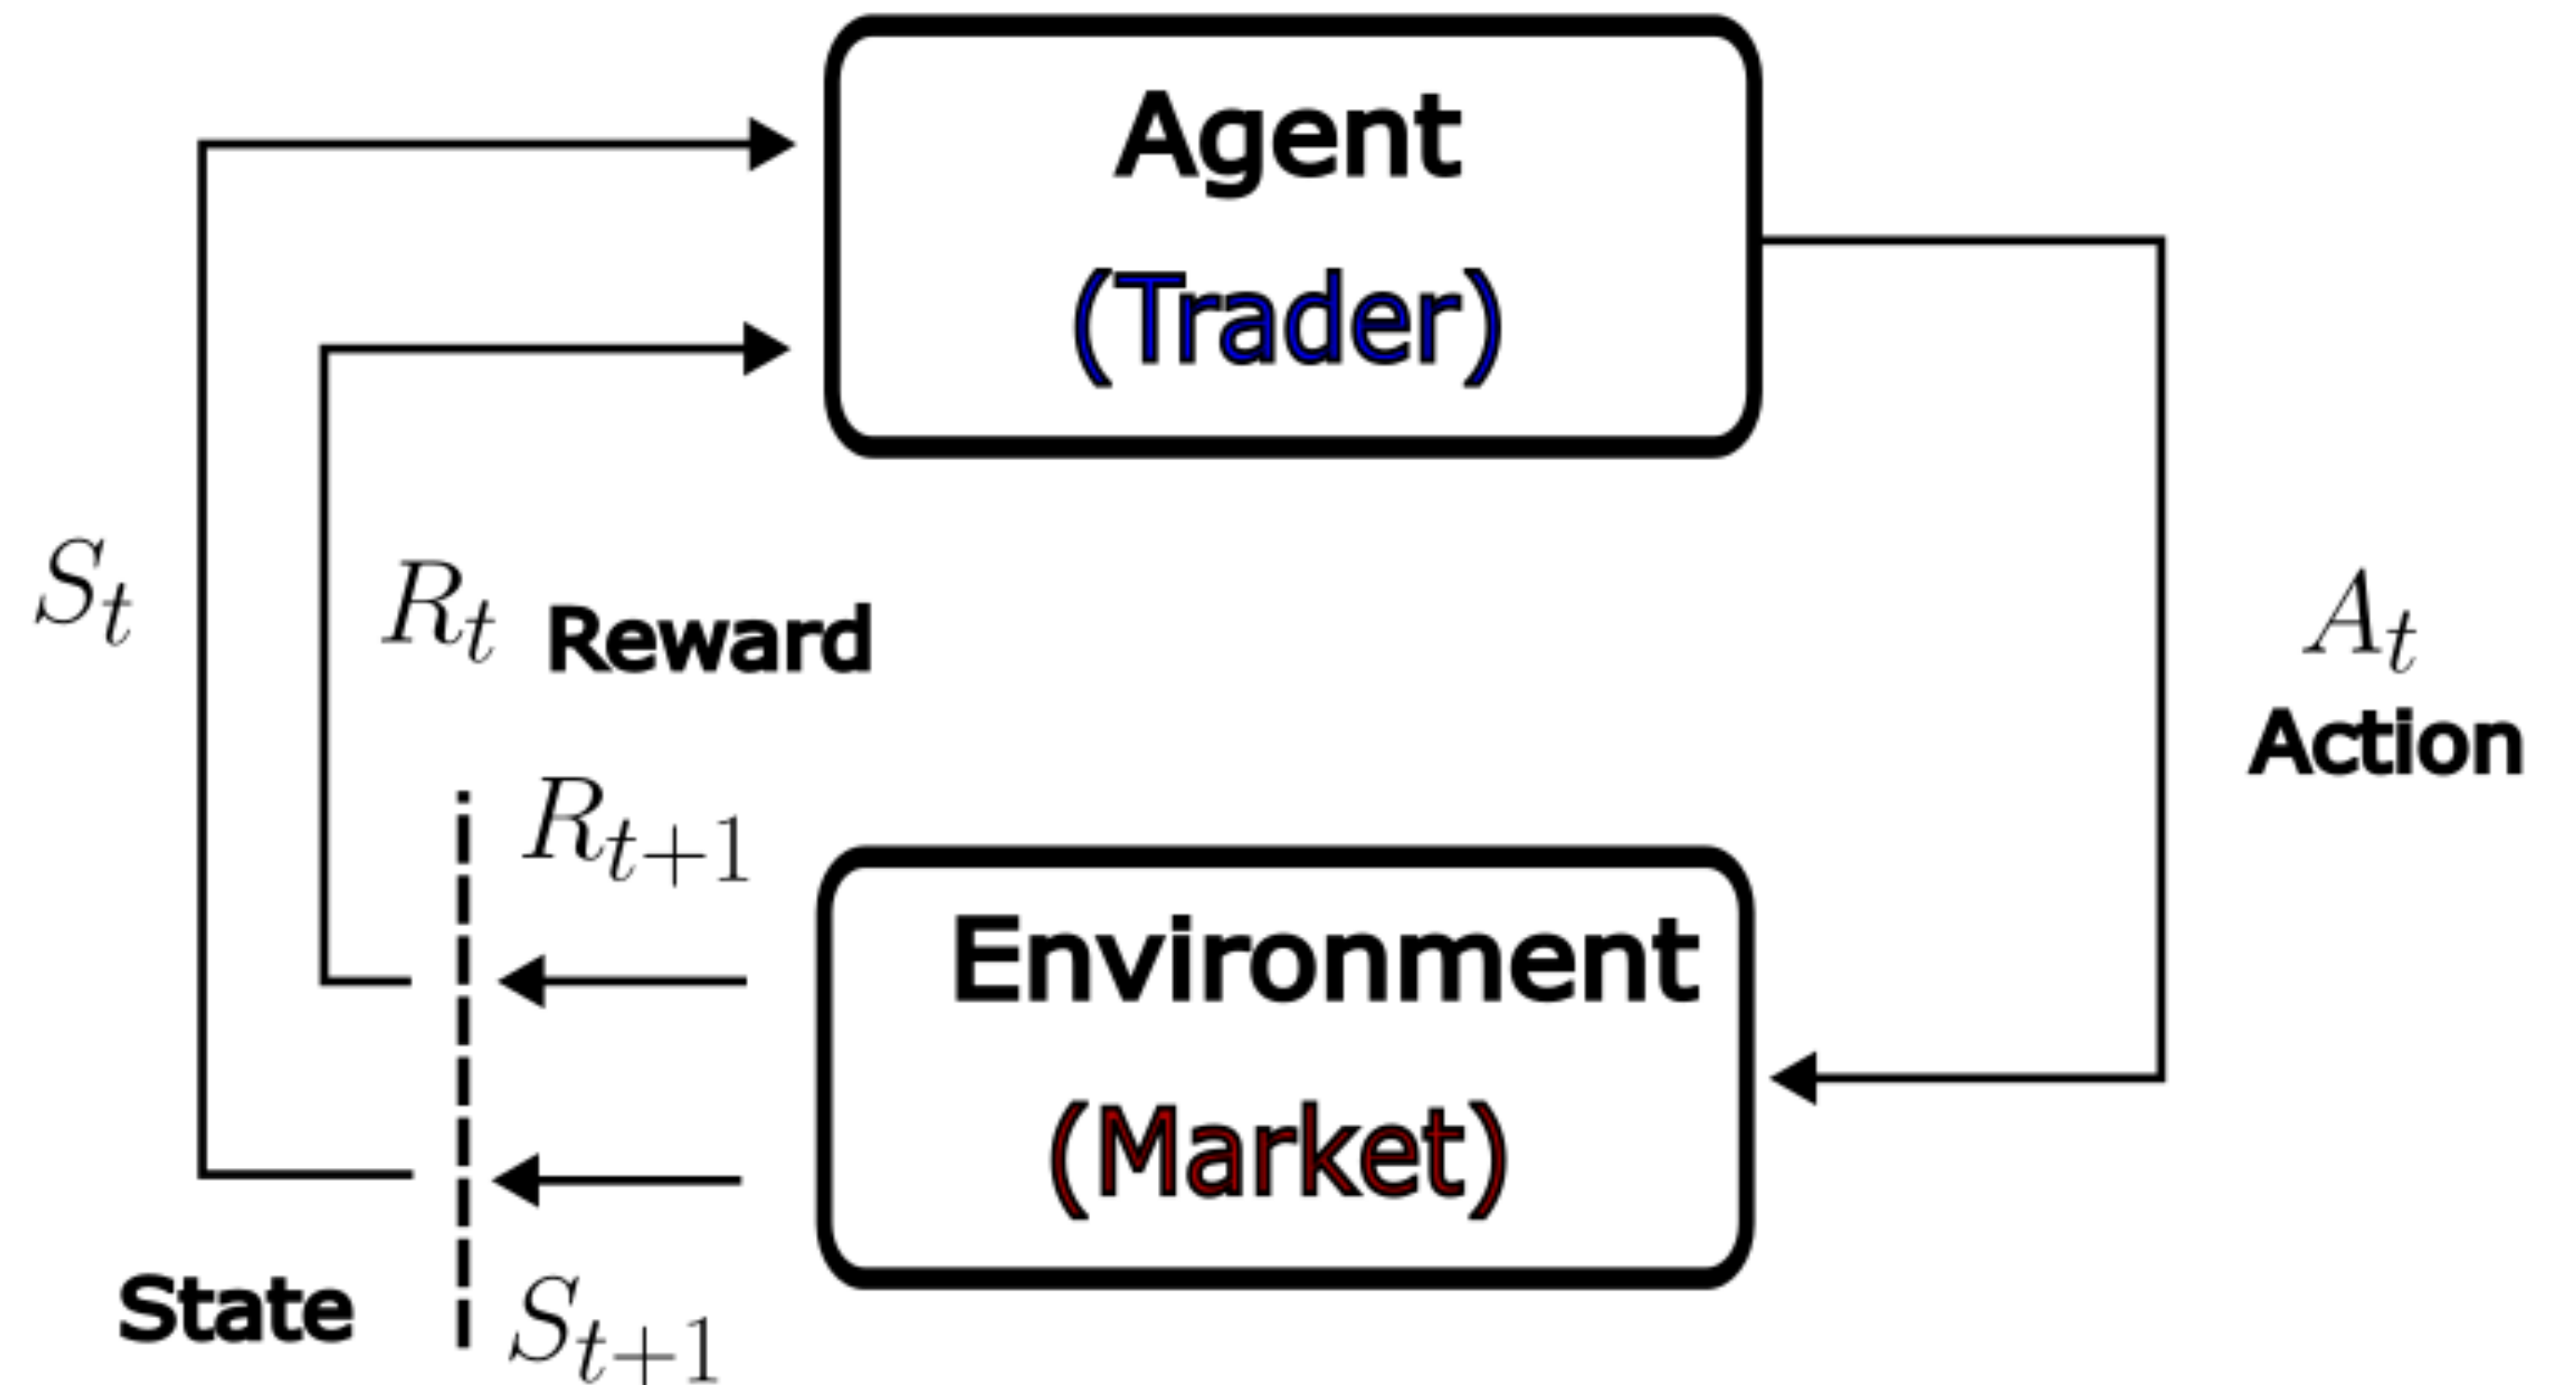 Agent
(Trader)
S_t
R_t Reward
A_t
Action
R_{t+1}
Environment
(Market)
State
S_{t+1}